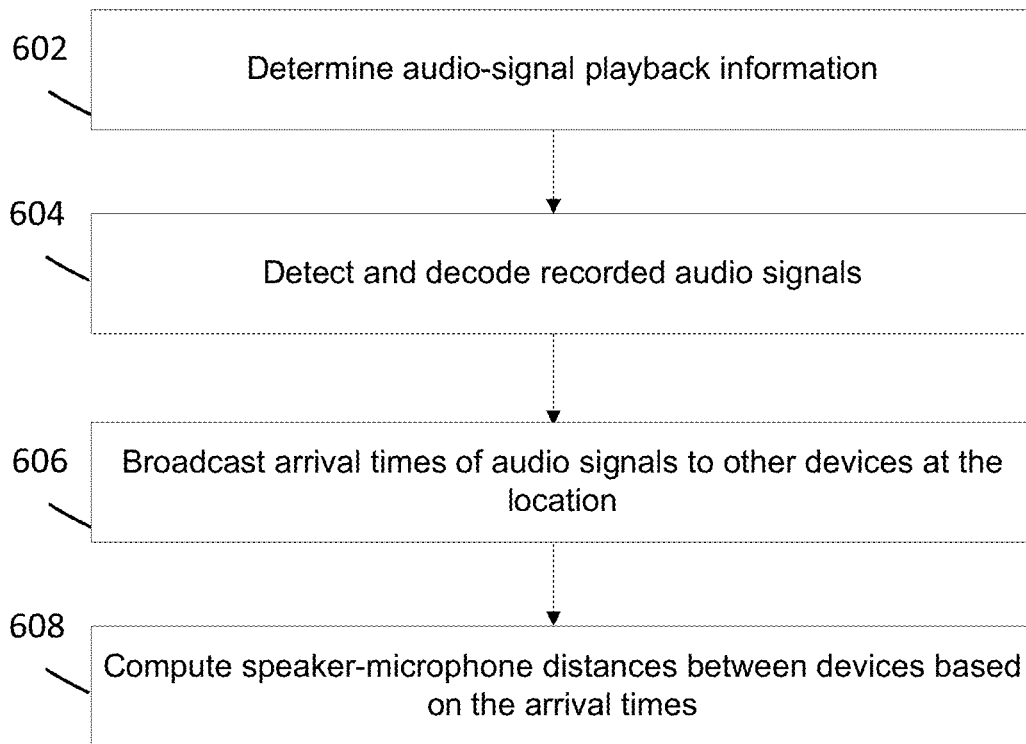 602
Determine audio-signal playback information
604
Detect and decode recorded audio signals
606
Broadcast arrival times of audio signals to other devices at the
location
608
Compute speaker-microphone distances between devices based
on the arrival times